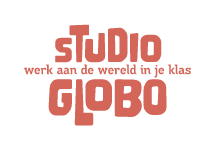 STUDIO
werk aan de wereld in je klas
GLOBO